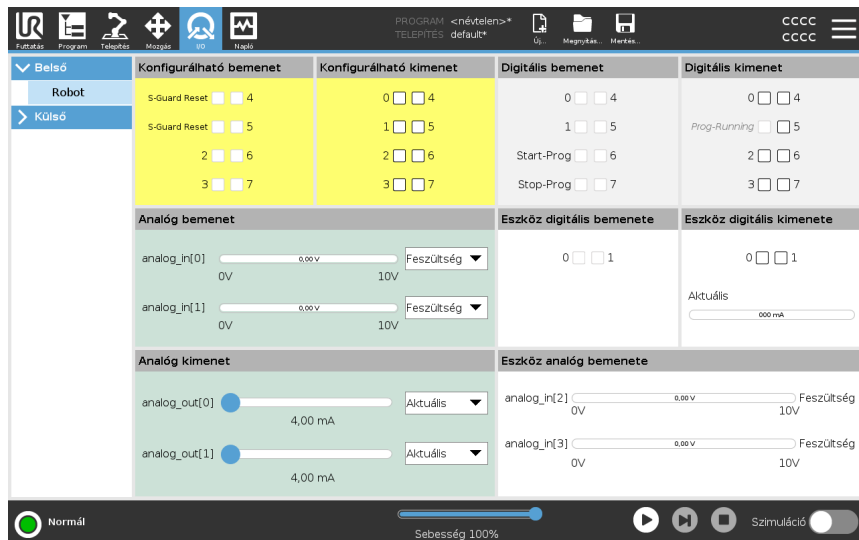 UR
PROGRAM <névtelen>*
TELEPÍTÉS default*
CCCC
CCCC
Futtatás Program Telepítés Mozgás I/O Napló
Új... Megnyitás... Mentés...
Belső
Robot
Külső
Konfigurálható bemenet
S-Guard Reset 4
S-Guard Reset 5
2 6
3 7
Konfigurálható kimenet
0 4
1 5
2 6
3 7
Digitális bemenet
0 4
1 5
Start-Prog 6
Stop-Prog 7
Digitális kimenet
0 4
Prog-Running 5
2 6
3 7
Analóg bemenet
analog_in[0] 0,00 V Feszültség
0V 10V
analog_in[1] 0,00 V Feszültség
0V 10V
Eszköz digitális bemenete
0 1
Eszköz digitális kimenete
0 1
Aktuális
000 mA
Analóg kimenet
analog_out[0] Aktuális
4,00 mA
analog_out[1] Aktuális
4,00 mA
Eszköz analóg bemenete
analog_in[2] 0,00 V Feszültség
0V 10V
analog_in[3] 0,00 V Feszültség
0V 10V
Normál
Sebesség 100%
Szimuláció